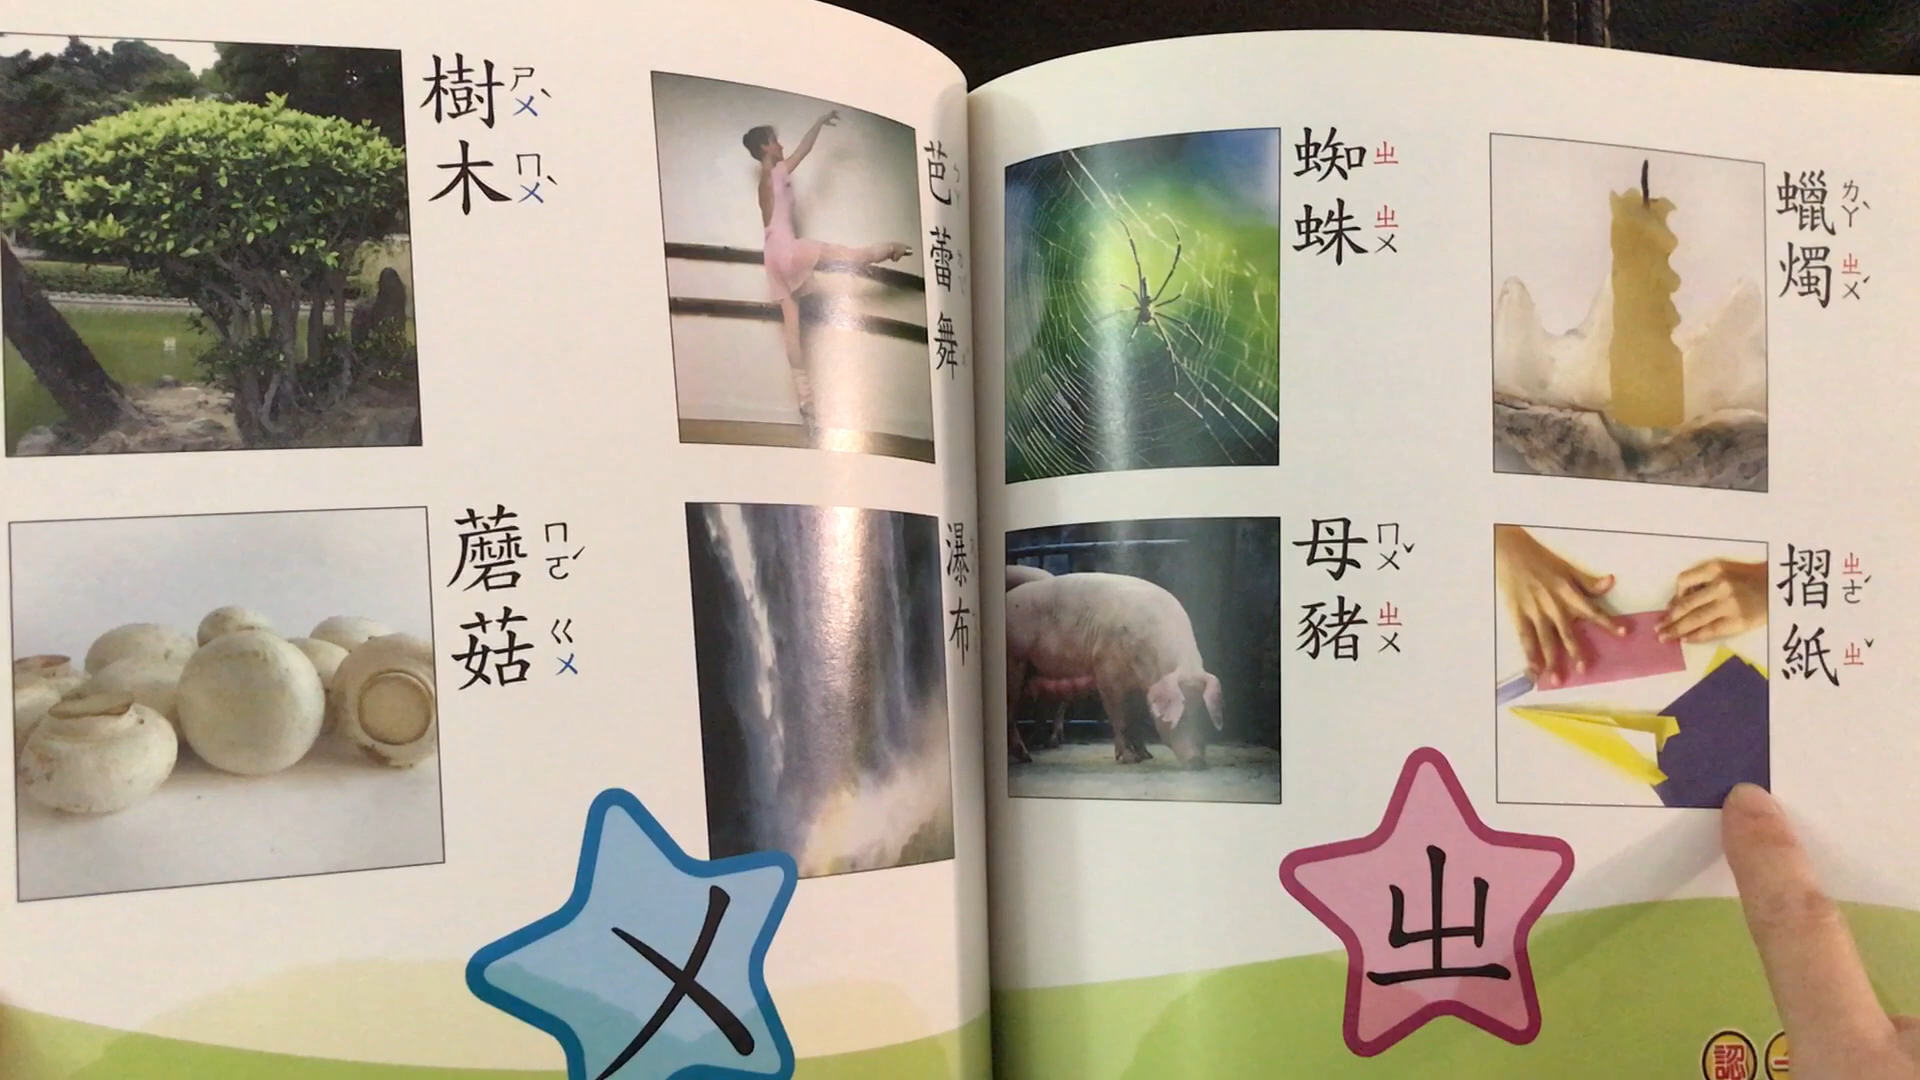 樹木
ㄕㄨˋ ㄇㄨˋ
芭蕾舞
蘑菇
ㄇㄛˊ ㄍㄨ
瀑布
ㄨ
蜘蛛
ㄓ ㄓㄨ
蠟燭
ㄌㄚˋ ㄓㄨˊ
母豬
ㄇㄨˇ ㄓㄨ
摺紙
ㄓㄜˊ ㄓˇ
ㄓ
認